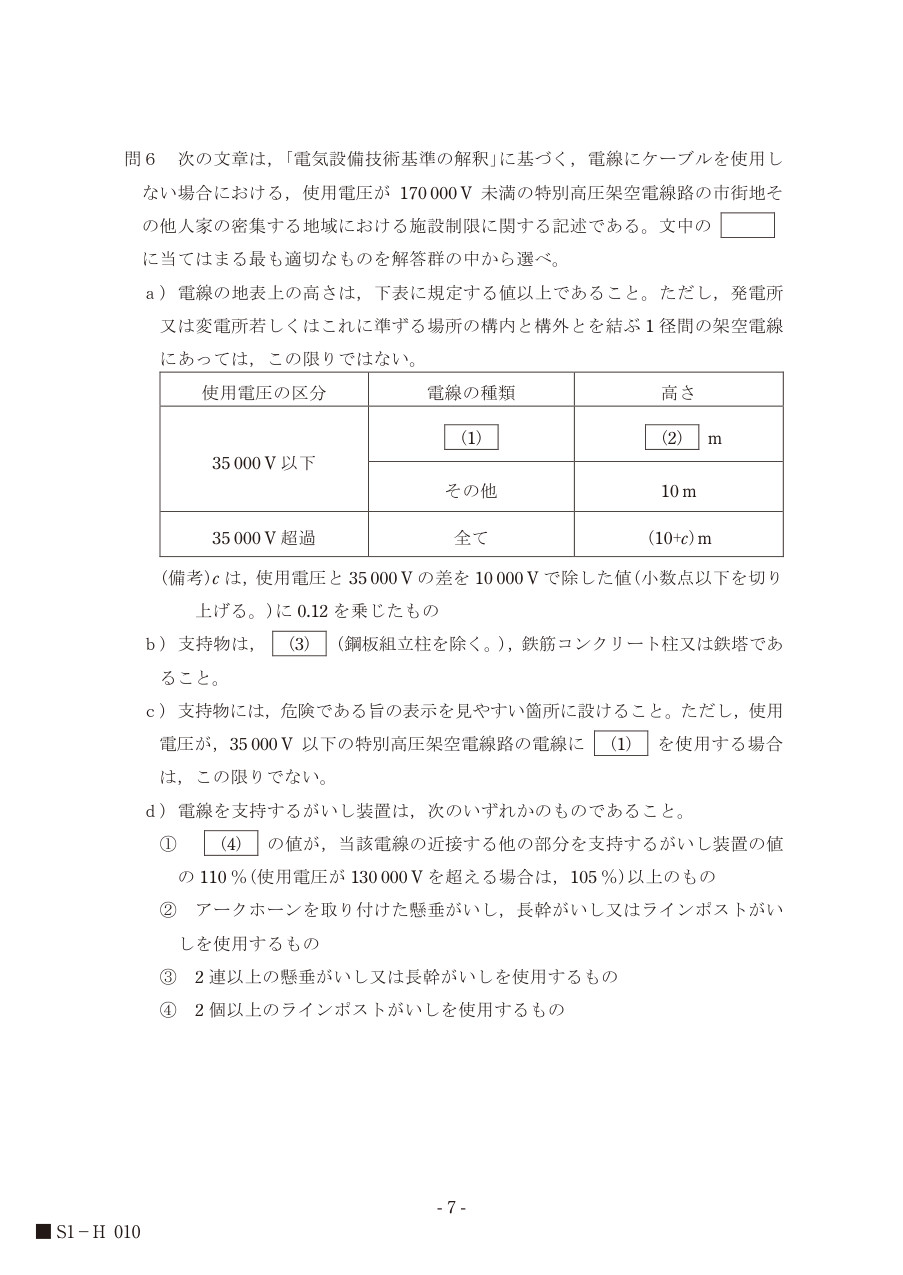 問６　次の文章は，「電気設備技術基準の解釈」に基づく，電線にケーブルを使用し
ない場合における，使用電圧が 170 000 V 未満の特別高圧架空電線路の市街地そ
の他人家の密集する地域における施設制限に関する記述である。文中の
に当てはまる最も適切なものを解答群の中から選べ。
a）電線の地表上の高さは，下表に規定する値以上であること。ただし，発電所
又は変電所若しくはこれに準ずる場所の構内と構外とを結ぶ 1 径間の架空電線
にあっては，この限りではない。
使用電圧の区分　電線の種類　高さ
35 000 V 以下　(1)　(2) m
その他　10 m
35 000 V 超過　全て　(10+c) m
(備考)c は，使用電圧と 35 000 V の差を 10 000 V で除した値(小数点以下を切り
上げる。)に 0.12 を乗じたもの
b）支持物は，(3)（鋼板組立柱を除く。），鉄筋コンクリート柱又は鉄塔であ
ること。
c）支持物には，危険である旨の表示を見やすい箇所に設けること。ただし，使用
電圧が，35 000 V 以下の特別高圧架空電線路の電線に (1) を使用する場合
は，この限りでない。
d）電線を支持するがいし装置は，次のいずれかのものであること。
①　(4) の値が，当該電線の近接する他の部分を支持するがいし装置の値
の 110 %(使用電圧が 130 000 V を超える場合は，105 %)以上のもの
②　アークホーンを取り付けた懸垂がいし，長幹がいし又はラインポストがい
しを使用するもの
③　2 連以上の懸垂がいし又は長幹がいしを使用するもの
④　2 個以上のラインポストがいしを使用するもの
- 7 -
■ S1－H 010